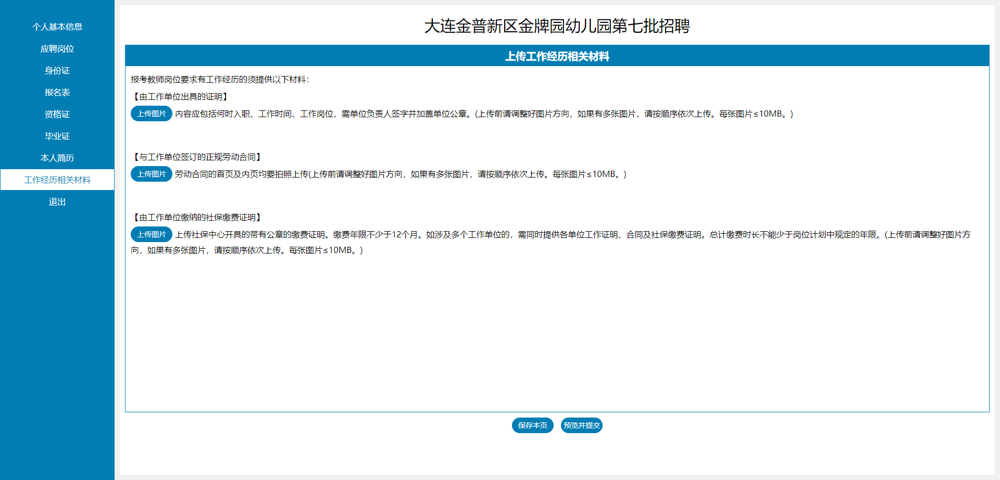 个人基本信息
应聘岗位
身份证
报名表
资格证
毕业证
本人简历
工作经历相关材料
退出
大连金普新区金牌园幼儿园第七批招聘
上传工作经历相关材料
报考教师岗位要求有工作经历的须提供以下材料：
【由工作单位出具的证明】
上传图片 内容应包括何时入职、工作时间、工作岗位，需单位负责人签字并加盖单位公章。(上传前请调整好图片方向，如果有多张图片，请按顺序依次上传。每张图片≤10MB。)
【与工作单位签订的正规劳动合同】
上传图片 劳动合同的首页及内页均要拍照上传(上传前请调整好图片方向，如果有多张图片，请按顺序依次上传。每张图片≤10MB。)
【由工作单位缴纳的社保缴费证明】
上传图片 上传社保中心开具的带有公章的缴费证明。缴费年限不少于12个月。如涉及多个工作单位的，需同时提供各单位工作证明、合同及社保缴费证明。总计缴费时长不能少于岗位计划中规定的年限。(上传前请调整好图片方
向，如果有多张图片，请按顺序依次上传。每张图片≤10MB。)
保存本页 预览并提交